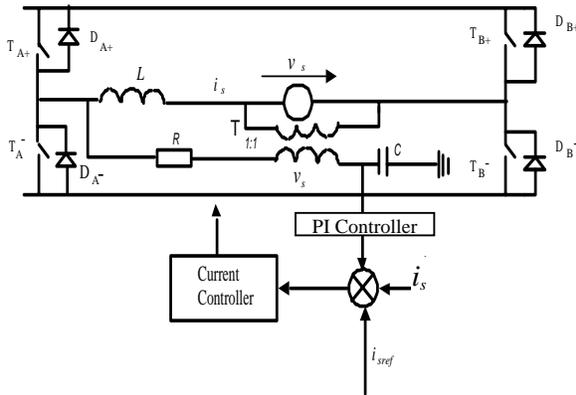 T A+
D A+
T B+
D B+
L
i s
v s
T
1:1
T A -
D A -
R
v s
C
T B -
D B -
PI Controller
Current
Controller
i s
i sref